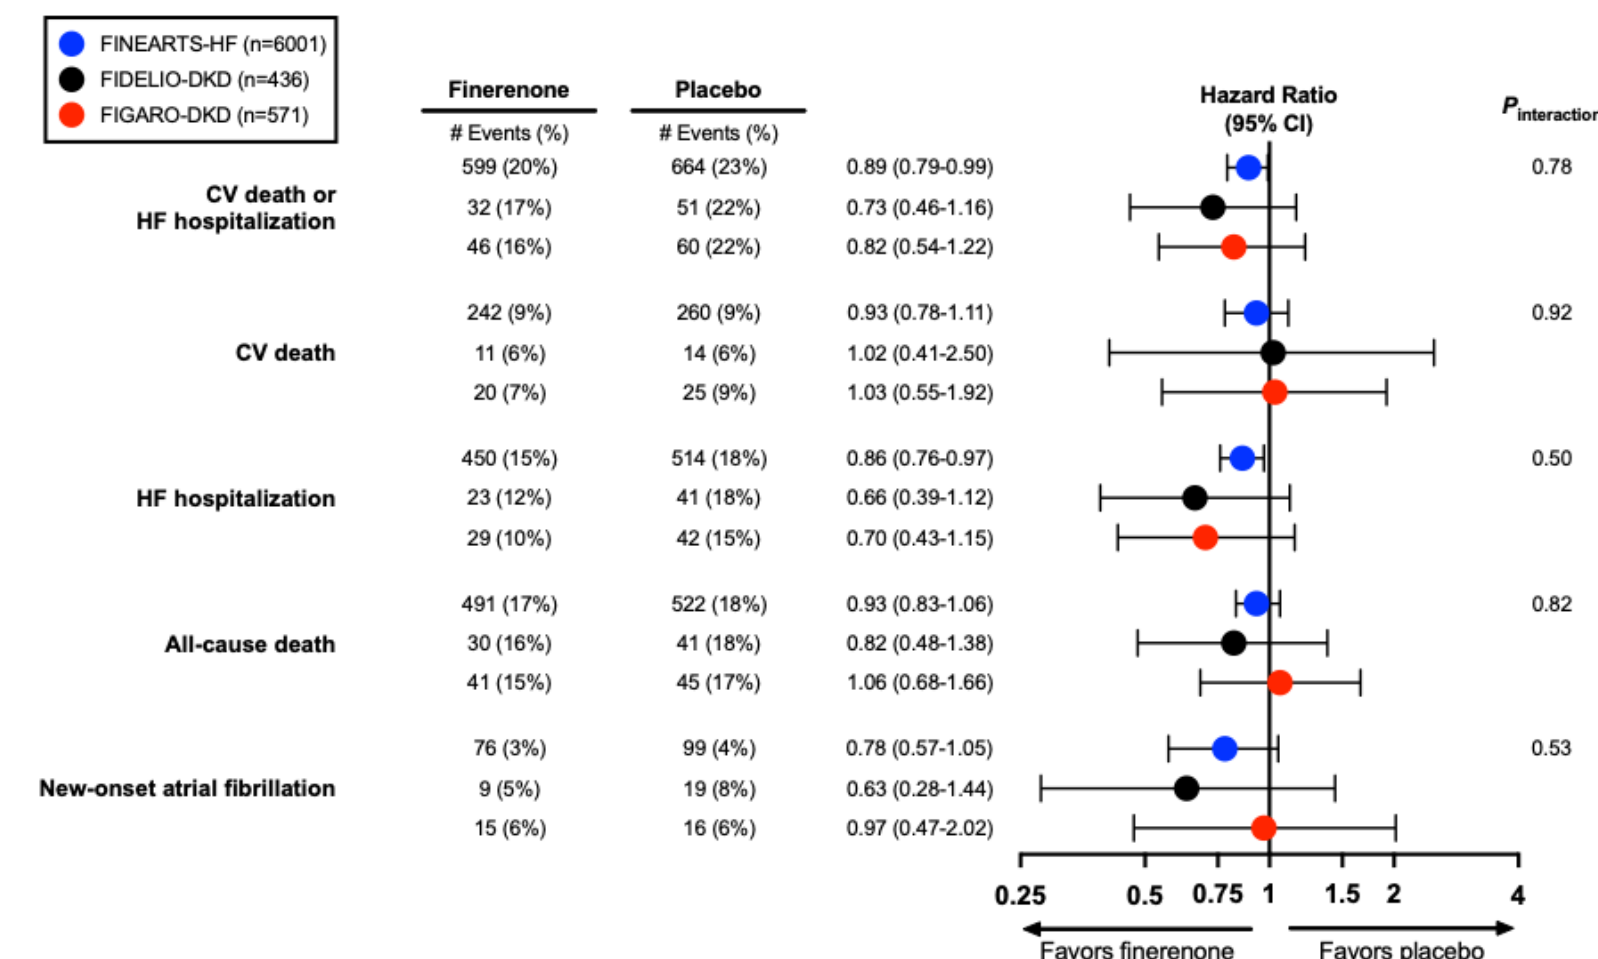 FINEARTS-HF (n=6001)
FIDELIO-DKD (n=436)
FIGARO-DKD (n=571)
Finerenone Placebo Hazard Ratio
(95% CI) Pinteraction
# Events (%) # Events (%)
CV death or
HF hospitalization
599 (20%) 664 (23%) 0.89 (0.79-0.99) 0.78
32 (17%) 51 (22%) 0.73 (0.46-1.16)
46 (16%) 60 (22%) 0.82 (0.54-1.22)
CV death
242 (9%) 260 (9%) 0.93 (0.78-1.11) 0.92
11 (6%) 14 (6%) 1.02 (0.41-2.50)
20 (7%) 25 (9%) 1.03 (0.55-1.92)
HF hospitalization
450 (15%) 514 (18%) 0.86 (0.76-0.97) 0.50
23 (12%) 41 (18%) 0.66 (0.39-1.12)
29 (10%) 42 (15%) 0.70 (0.43-1.15)
All-cause death
491 (17%) 522 (18%) 0.93 (0.83-1.06) 0.82
30 (16%) 41 (18%) 0.82 (0.48-1.38)
41 (15%) 45 (17%) 1.06 (0.68-1.66)
New-onset atrial fibrillation
76 (3%) 99 (4%) 0.78 (0.57-1.05) 0.53
9 (5%) 19 (8%) 0.63 (0.28-1.44)
15 (6%) 16 (6%) 0.97 (0.47-2.02)
0.25 0.5 0.75 1 1.5 2 4
Favors finerenone Favors placebo